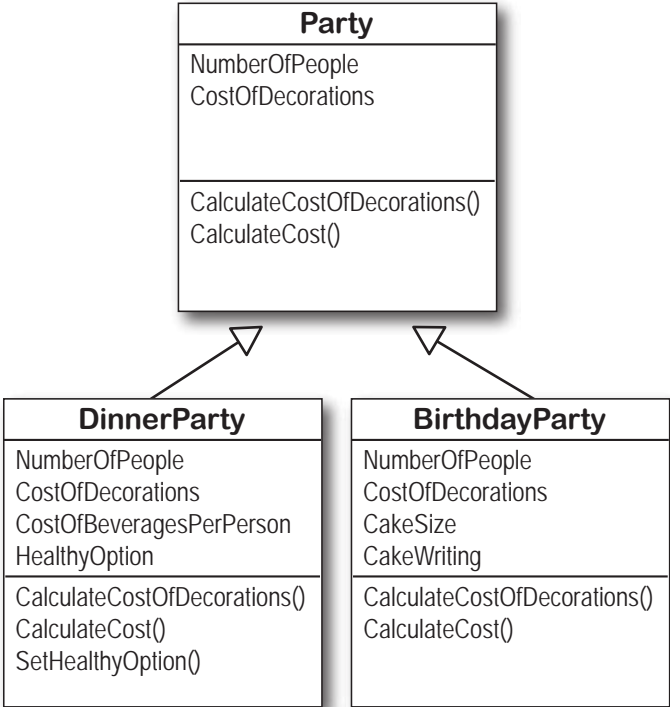 Party
NumberOfPeople
CostOfDecorations
CalculateCostOfDecorations()
CalculateCost()
DinnerParty
NumberOfPeople
CostOfDecorations
CostOfBeveragesPerPerson
HealthyOption
CalculateCostOfDecorations()
CalculateCost()
SetHealthyOption()
BirthdayParty
NumberOfPeople
CostOfDecorations
CakeSize
CakeWriting
CalculateCostOfDecorations()
CalculateCost()